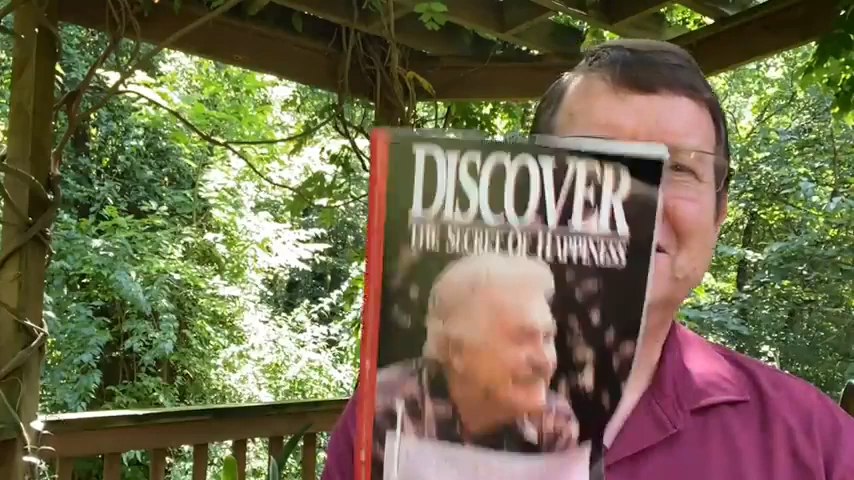 DISCOVER
THE SECRET OF HAPPINESS